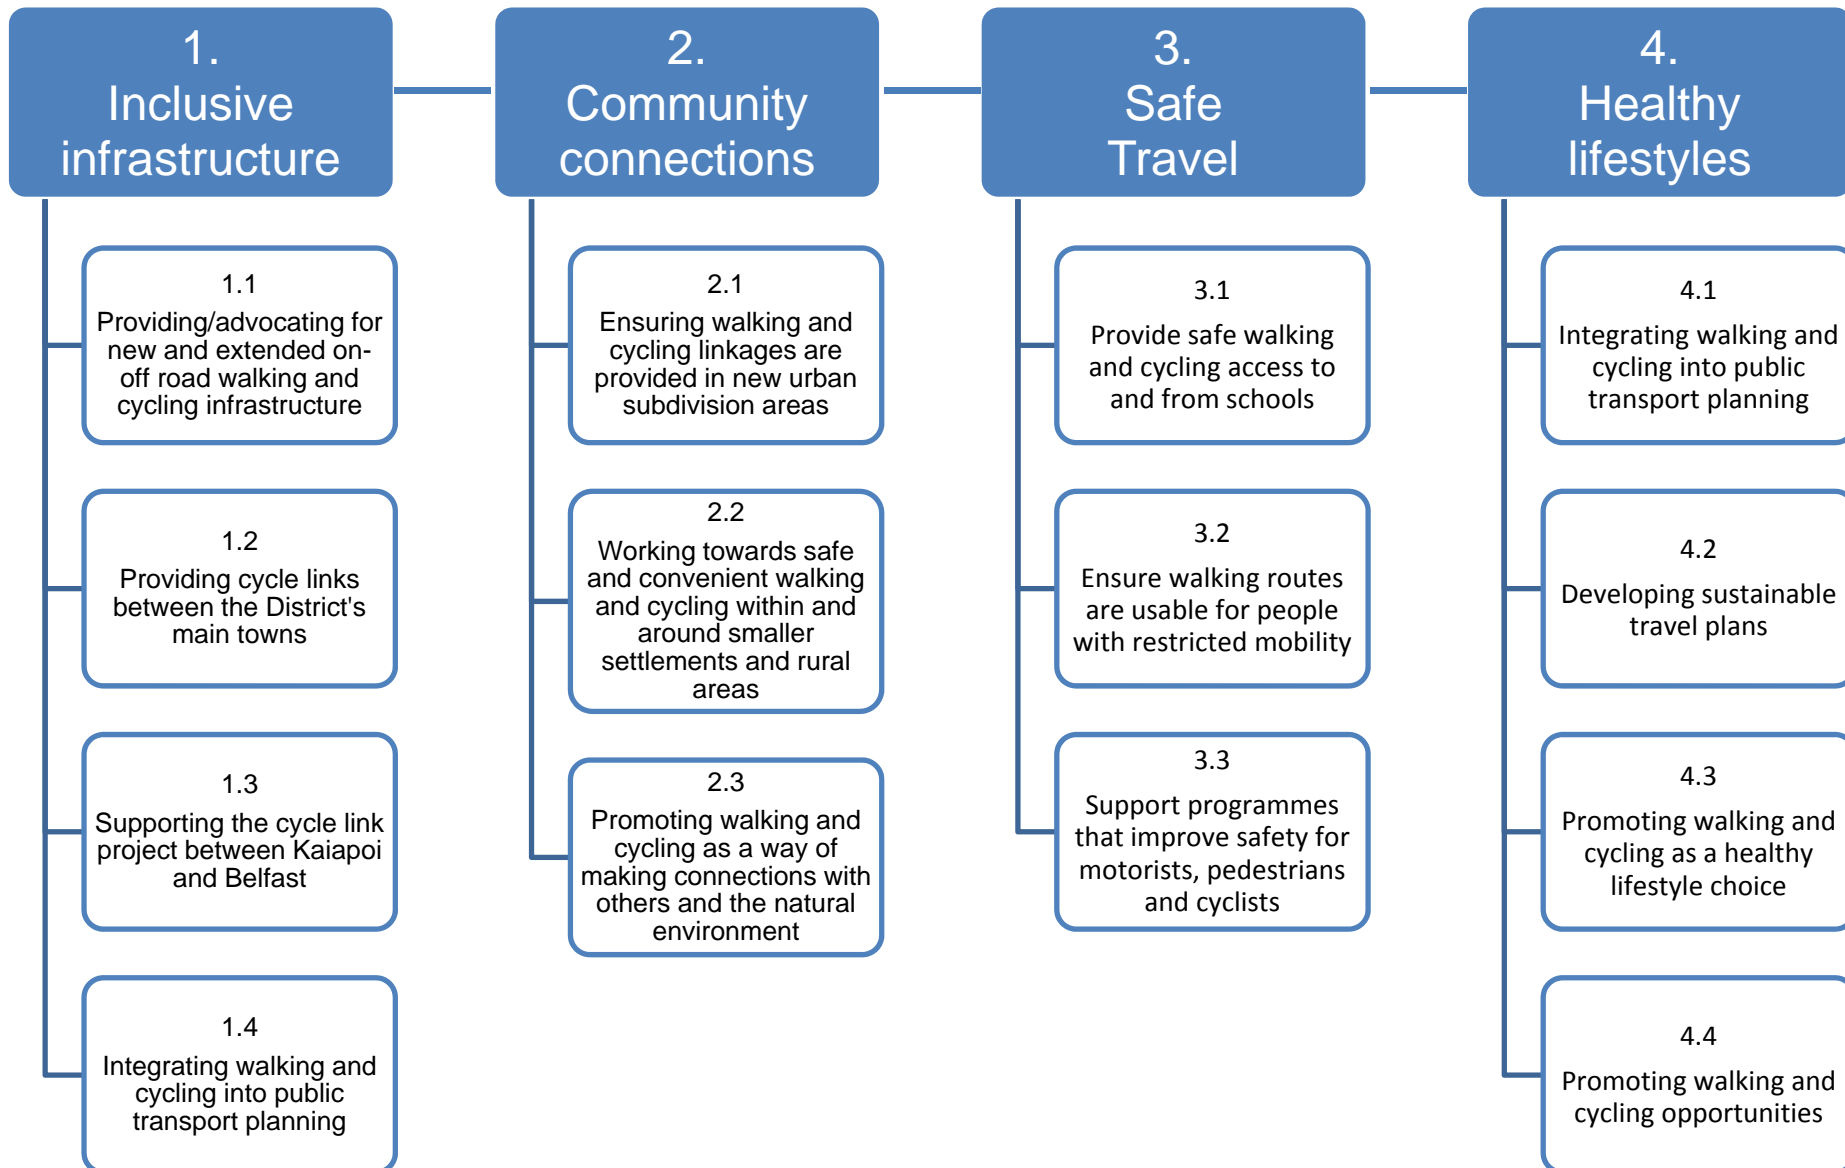 1.
Inclusive
infrastructure
1.1
Providing/advocating for
new and extended on-
off road walking and
cycling infrastructure
1.2
Providing cycle links
between the District's
main towns
1.3
Supporting the cycle link
project between Kaiapoi
and Belfast
1.4
Integrating walking and
cycling into public
transport planning
2.
Community
connections
2.1
Ensuring walking and
cycling linkages are
provided in new urban
subdivision areas
2.2
Working towards safe
and convenient walking
and cycling within and
around smaller
settlements and rural
areas
2.3
Promoting walking and
cycling as a way of
making connections with
others and the natural
environment
3.
Safe
Travel
3.1
Provide safe walking
and cycling access to
and from schools
3.2
Ensure walking routes
are usable for people
with restricted mobility
3.3
Support programmes
that improve safety for
motorists, pedestrians
and cyclists
4.
Healthy
lifestyles
4.1
Integrating walking and
cycling into public
transport planning
4.2
Developing sustainable
travel plans
4.3
Promoting walking and
cycling as a healthy
lifestyle choice
4.4
Promoting walking and
cycling opportunities